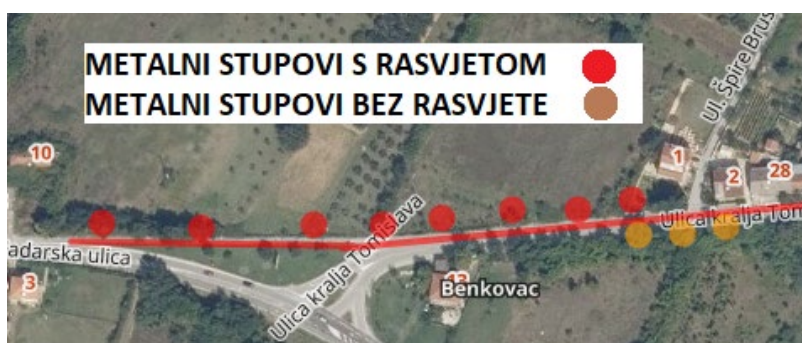 METALNI STUPOVI S RASVJETOM
METALNI STUPOVI BEZ RASVJETE
Ul. Špire Brus
10
1
2
28
Ulica kralja Tomislava
Ulica kralja Tom
adarska ulica
3
13
Benkovac